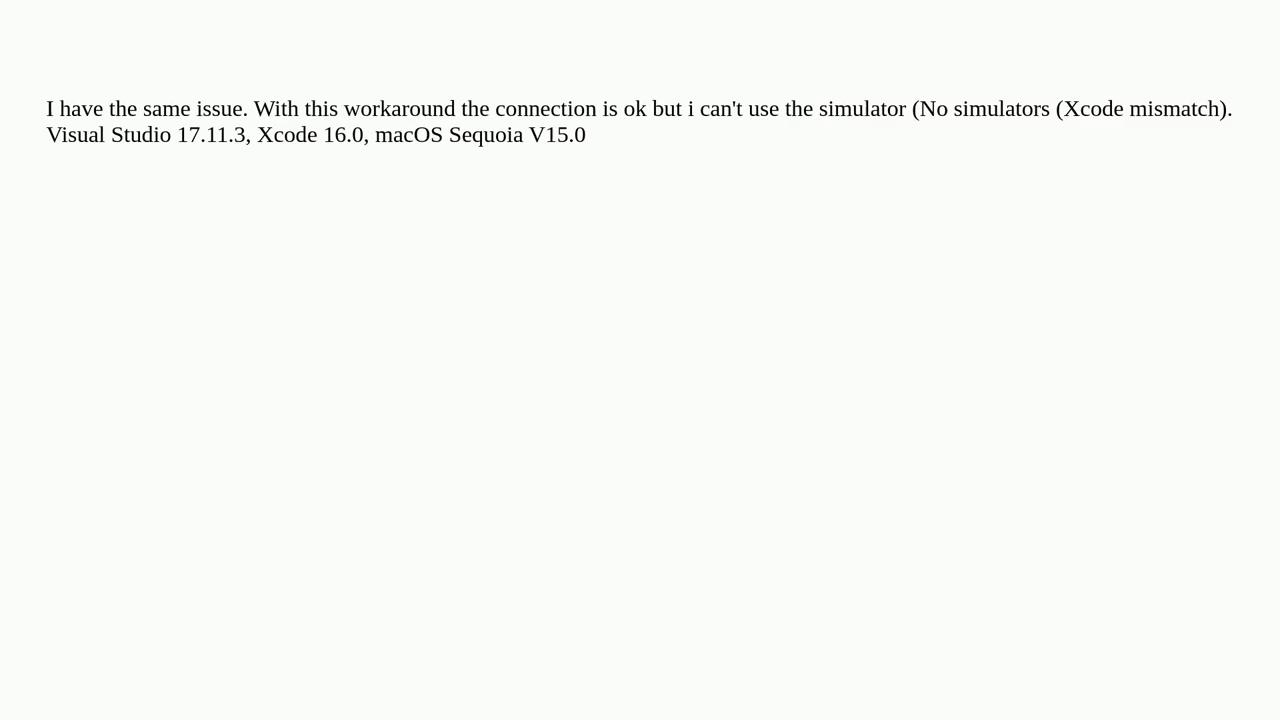 I have the same issue. With this workaround the connection is ok but i can't use the simulator (No simulators (Xcode mismatch).
Visual Studio 17.11.3, Xcode 16.0, macOS Sequoia V15.0